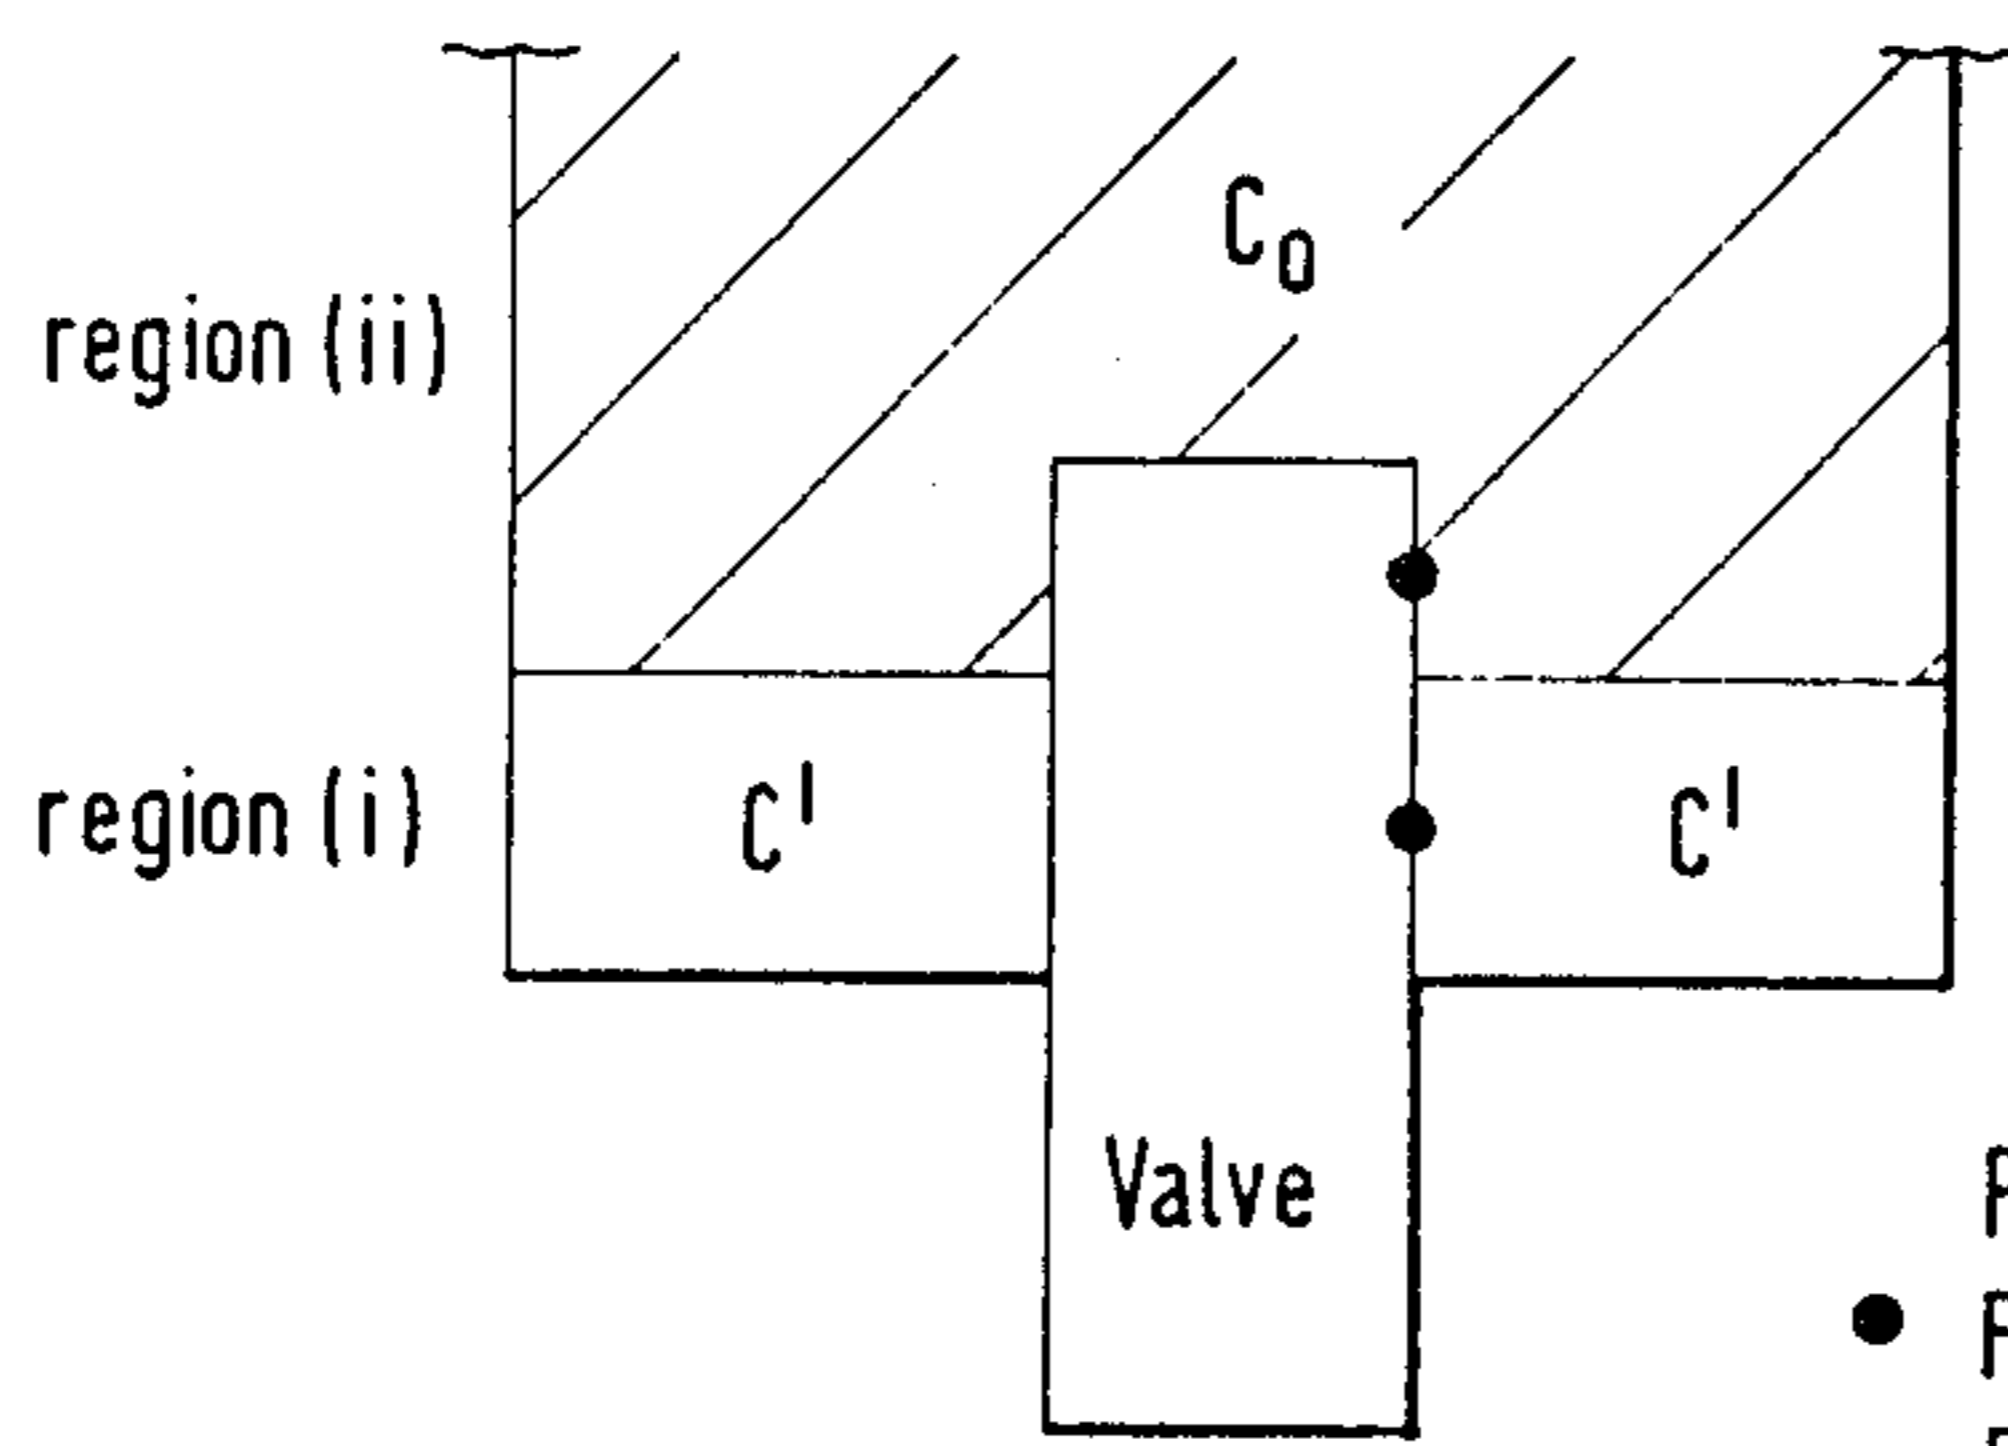 C₀
region (ii)
region (i)
C' C'
Valve